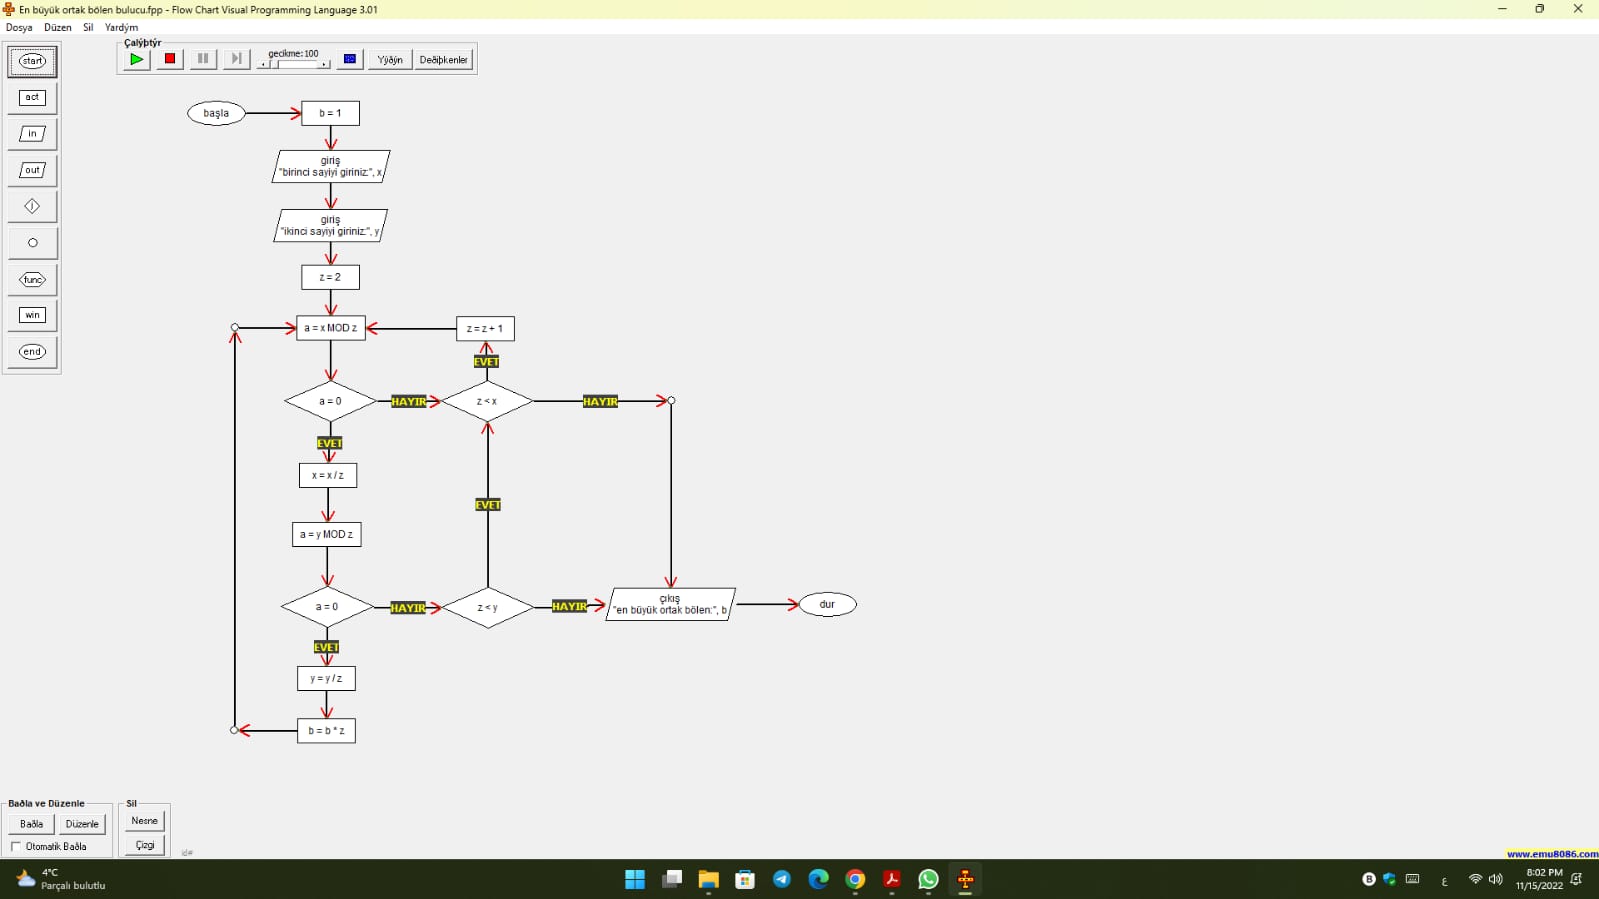 En büyük ortak bölen bulucu.fpp - Flow Chart Visual Programming Language 3.01
Dosya Düzen Sil Yardým
Çalýþtýr
gecikme:100
Yýðýn
Deðiþkenler
start
act
in
out
j
func
win
end
başla
b = 1
giriş
"birinci sayiyi giriniz:", x
giriş
"ikinci sayiyi giriniz:", y
z = 2
a = x MOD z
z = z + 1
EVET
a = 0
HAYIR
z < x
HAYIR
EVET
x = x / z
EVET
a = y MOD z
a = 0
HAYIR
z < y
HAYIR
çıkış
"en büyük ortak bölen:", b
dur
EVET
y = y / z
b = b * z
Baðla ve Düzenle
Baðla
Düzenle
Otomatik Baðla
Sil
Nesne
Çizgi
id#
www.emu8086.com
4°C
Parçalı bulutlu
B
ع
8:02 PM
11/15/2022